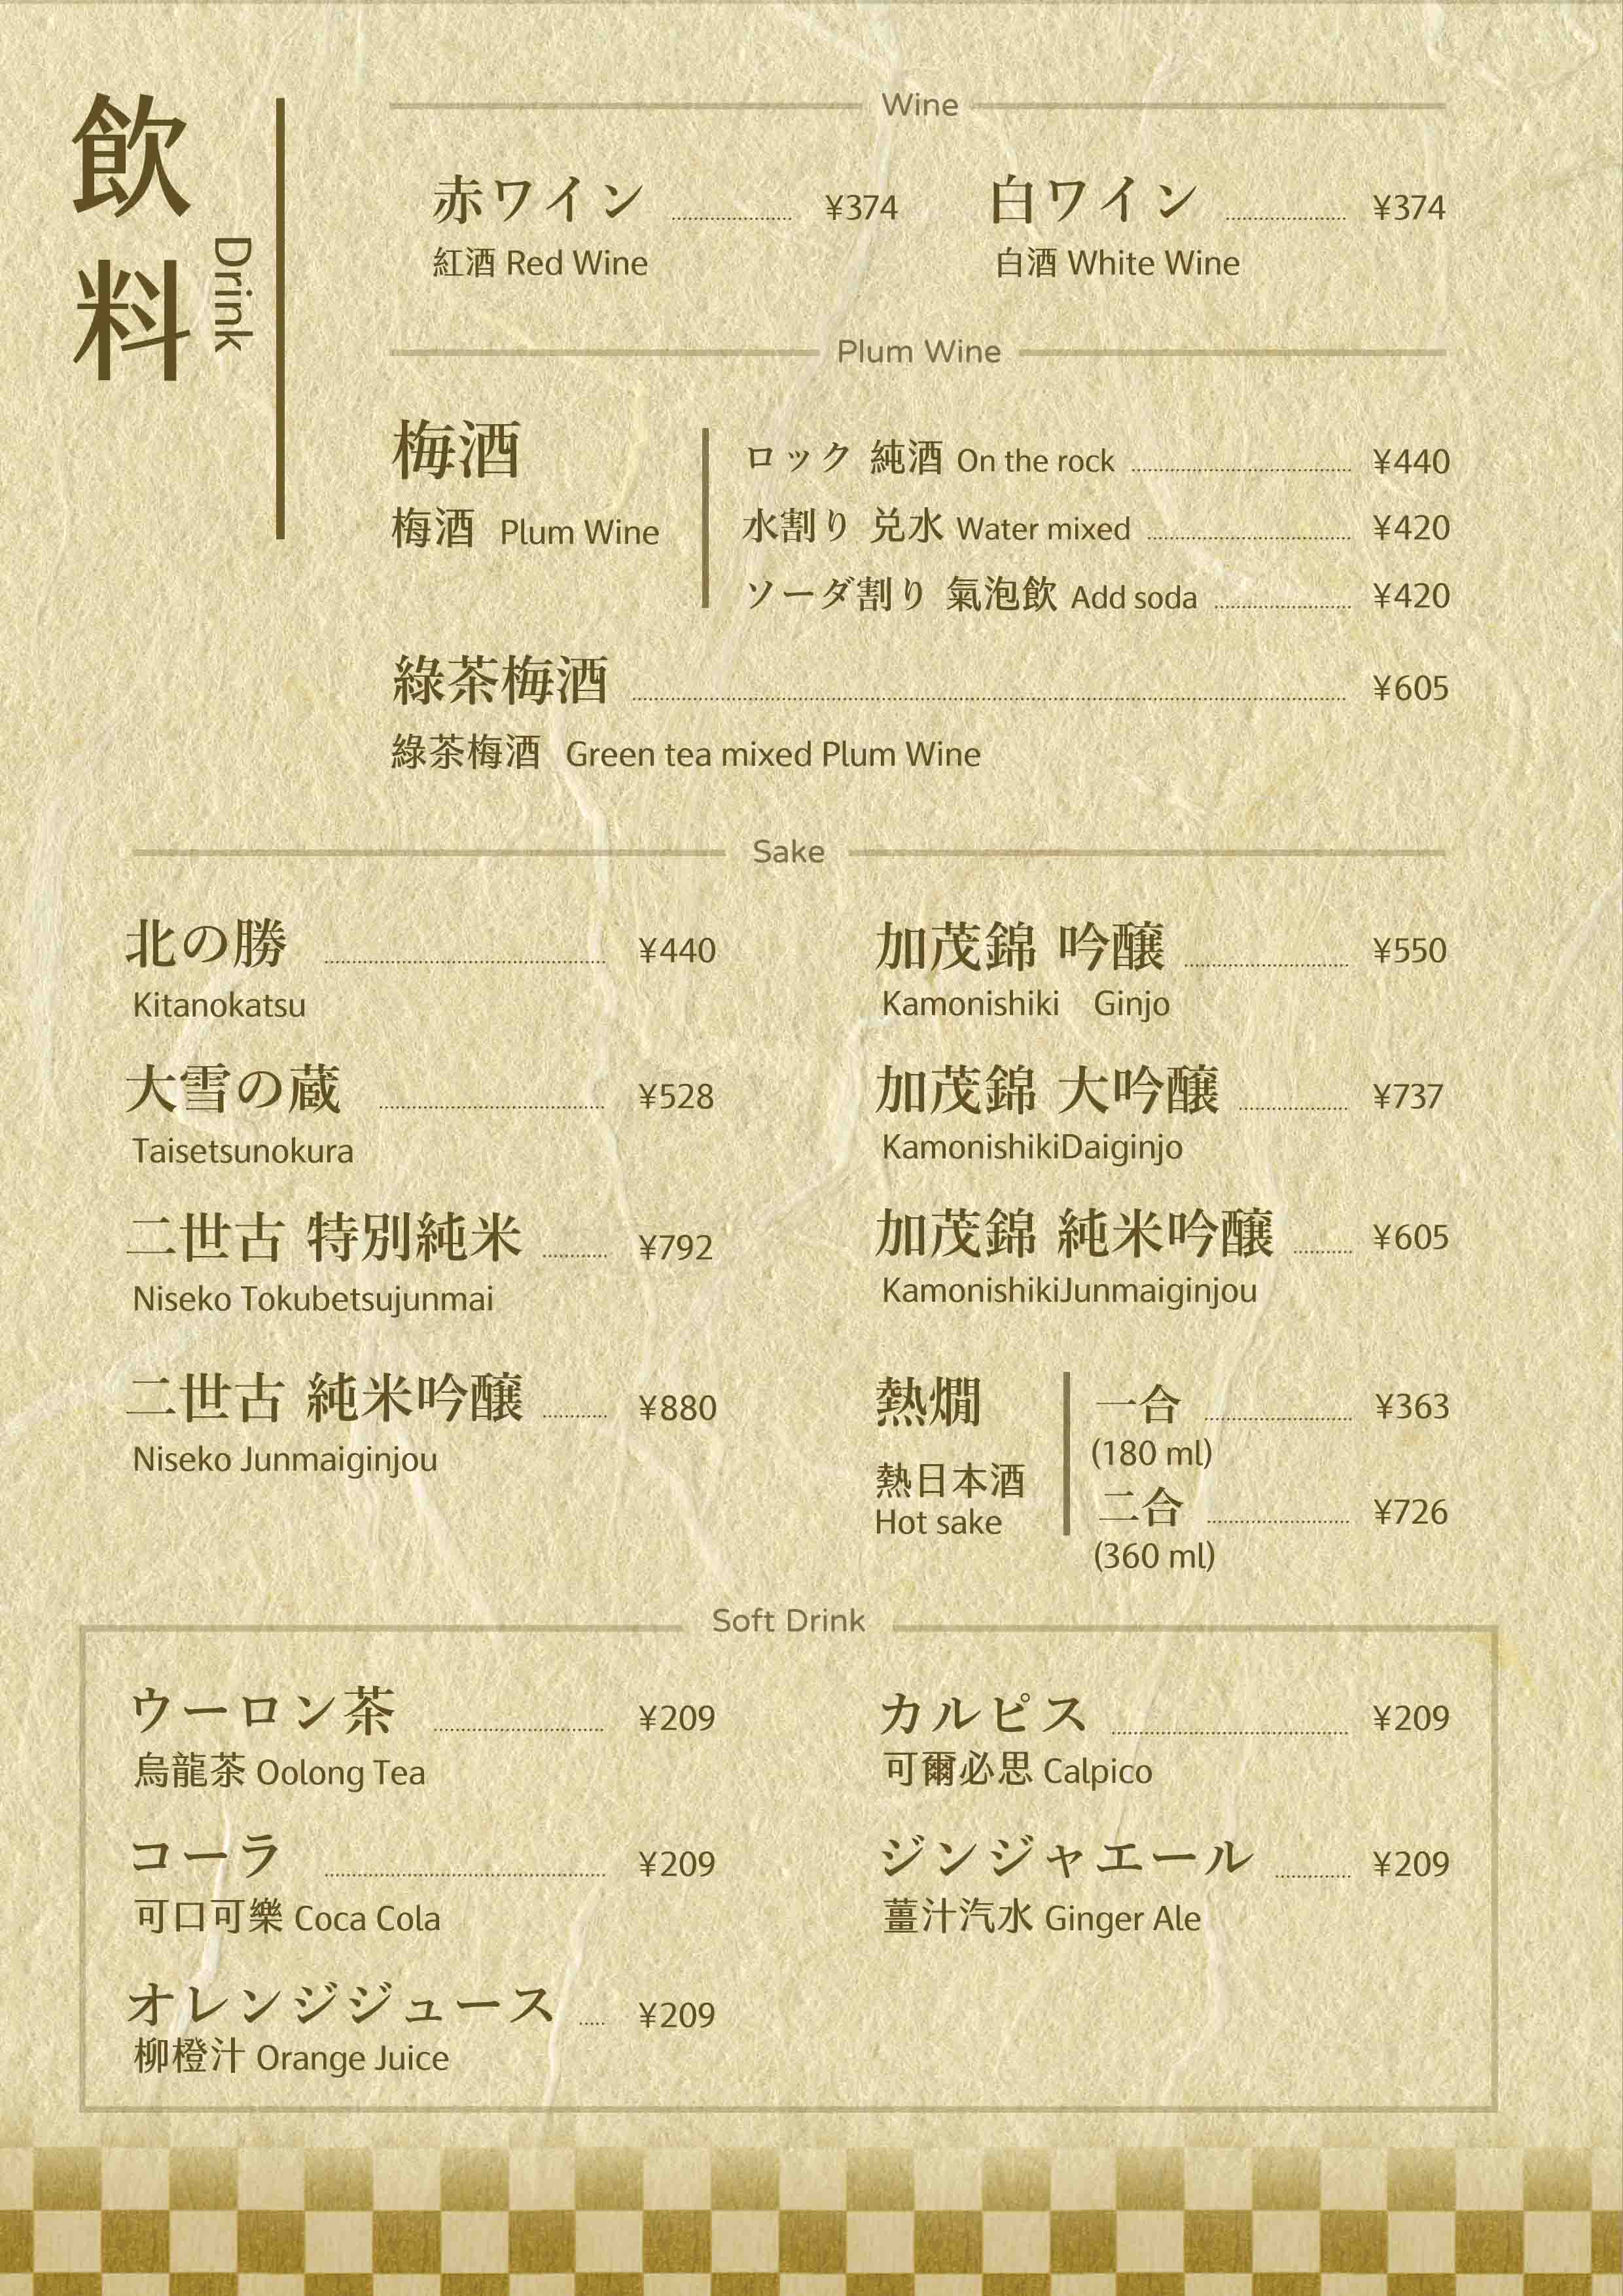 飲料
Drink
Wine
赤ワイン ¥374
紅酒 Red Wine
白ワイン ¥374
白酒 White Wine
Plum Wine
梅酒
梅酒 Plum Wine
ロック 純酒 On the rock ¥440
水割り 兑水 Water mixed ¥420
ソーダ割り 氣泡飲 Add soda ¥420
綠茶梅酒 ¥605
綠茶梅酒 Green tea mixed Plum Wine
Sake
北の勝 ¥440
Kitanokatsu
大雪の蔵 ¥528
Taisetsunokura
二世古 特別純米 ¥792
Niseko Tokubetsujunmai
二世古 純米吟醸 ¥880
Niseko Junmaiginjou
加茂錦 吟醸 ¥550
Kamonishiki Ginjo
加茂錦 大吟醸 ¥737
KamonishikiDaiginjo
加茂錦 純米吟醸 ¥605
KamonishikiJunmaiginjou
熱燗
熱日本酒
Hot sake
一合 ¥363
(180 ml)
二合 ¥726
(360 ml)
Soft Drink
ウーロン茶 ¥209
烏龍茶 Oolong Tea
コーラ ¥209
可口可樂 Coca Cola
オレンジジュース ¥209
柳橙汁 Orange Juice
カルピス ¥209
可爾必思 Calpico
ジンジャエール ¥209
薑汁汽水 Ginger Ale